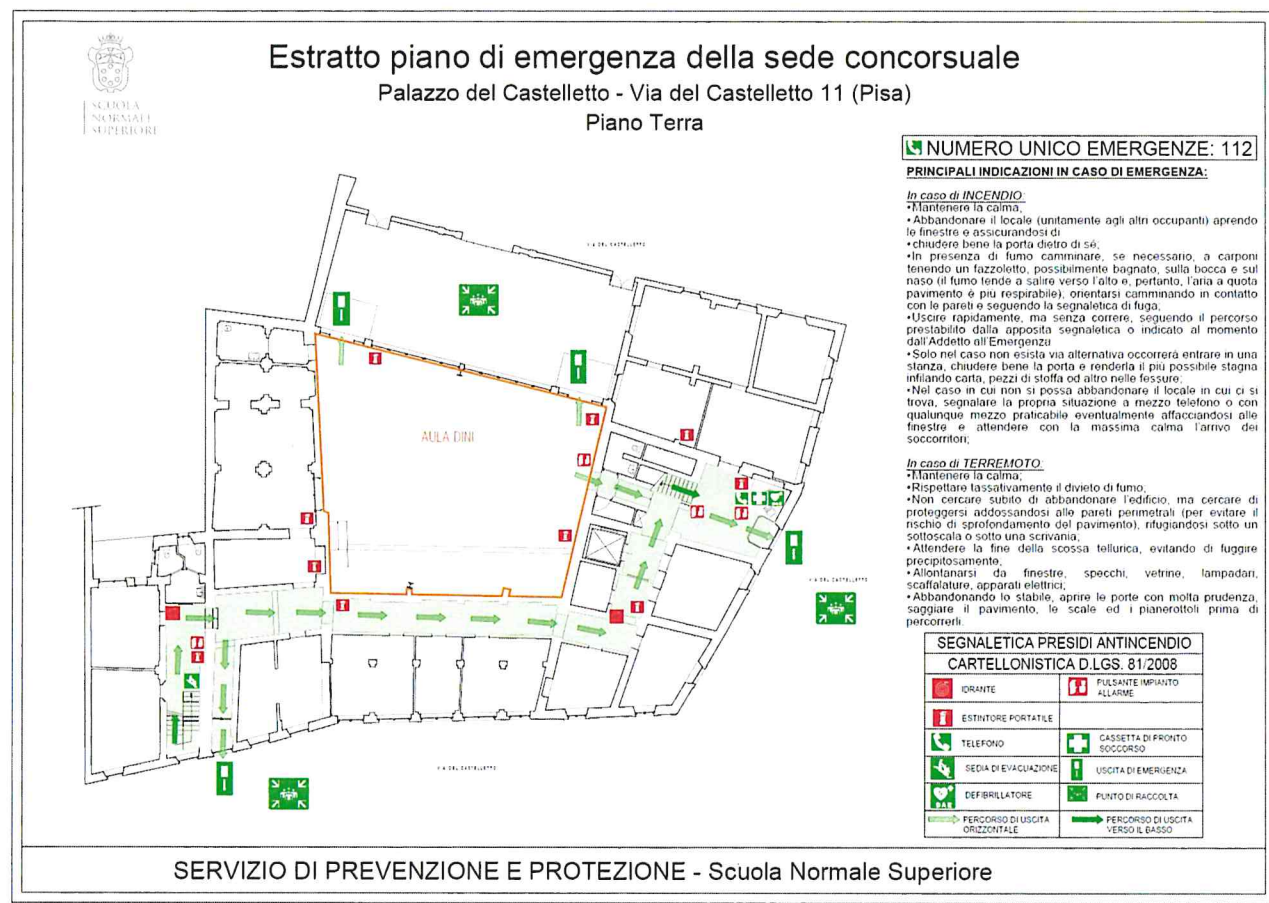 SCUOLA
NORMALE
SUPERIORE
Estratto piano di emergenza della sede concorsuale
Palazzo del Castelletto - Via del Castelletto 11 (Pisa)
Piano Terra
NUMERO UNICO EMERGENZE: 112
PRINCIPALI INDICAZIONI IN CASO DI EMERGENZA:
In caso di INCENDIO:
•Mantenere la calma;
•Abbandonare il locale (unitamente agli altri occupanti) aprendo
le finestre e assicurandosi di
•chiudere bene la porta dietro di sé;
•In presenza di fumo camminare, se necessario, a carponi
tenendo un fazzoletto, possibilmente bagnato, sulla bocca e sul
naso (il fumo tende a salire verso l'alto e, pertanto, l'aria a quota
pavimento è più respirabile), orientarsi camminando in contatto
con le pareti e seguendo la segnaletica di fuga;
•Uscire rapidamente, ma senza correre, seguendo il percorso
prestabilito dalla apposita segnaletica o indicato al momento
dall'Addetto all'Emergenza
•Solo nel caso non esista via alternativa occorrerà entrare in una
stanza, chiudere bene la porta e renderla il più possibile stagna
infilando carta, pezzi di stoffa od altro nelle fessure;
•Nel caso in cui non si possa abbandonare il locale in cui ci si
trova, segnalare la propria situazione a mezzo telefono o con
qualunque mezzo praticabile eventualmente affacciandosi alle
finestre e attendere con la massima calma l'arrivo dei
soccorritori;
In caso di TERREMOTO:
•Mantenere la calma;
•Rispettare tassativamente il divieto di fumo;
•Non cercare subito di abbandonare l'edificio, ma cercare di
proteggersi addossandosi alle pareti perimetrali (per evitare il
rischio di sprofondamento del pavimento), rifugiandosi sotto un
sottoscala o sotto una scrivania;
•Attendere la fine della scossa tellurica, evitando di fuggire
precipitosamente;
•Allontanarsi da finestre, specchi, vetrine, lampadari,
scaffalature, apparati elettrici;
•Abbandonando lo stabile, aprire le porte con molta prudenza,
saggiare il pavimento, le scale ed i pianerottoli prima di
percorrerli.
VIA DEL CASTELLETTO
AULA DINI
VIA DEL CASTELLETTO
VIA DEL CASTELLETTO
SEGNALETICA PRESIDI ANTINCENDIO
CARTELLONISTICA D.LGS. 81/2008
IDRANTE
PULSANTE IMPIANTO
ALLARME
ESTINTORE PORTATILE
TELEFONO
CASSETTA DI PRONTO
SOCCORSO
SEDIA DI EVACUAZIONE
USCITA DI EMERGENZA
DEFIBRILLATORE
PUNTO DI RACCOLTA
PERCORSO DI USCITA
ORIZZONTALE
PERCORSO DI USCITA
VERSO IL BASSO
SERVIZIO DI PREVENZIONE E PROTEZIONE - Scuola Normale Superiore